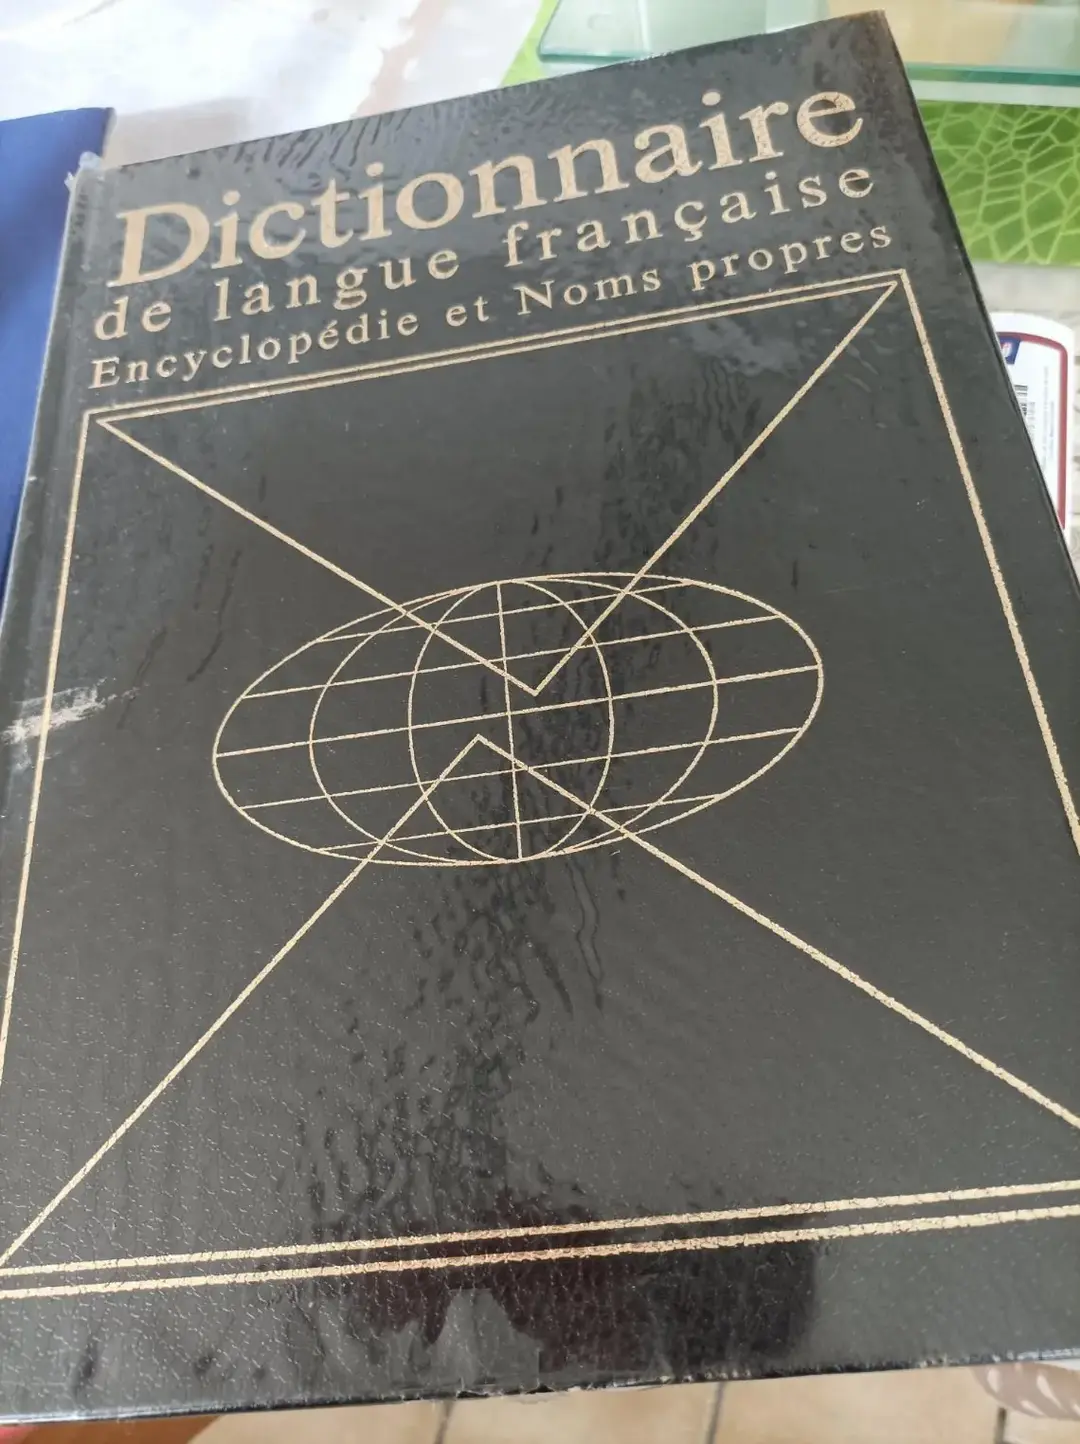 Dictionnaire
de langue française
Encyclopédie et Noms propres